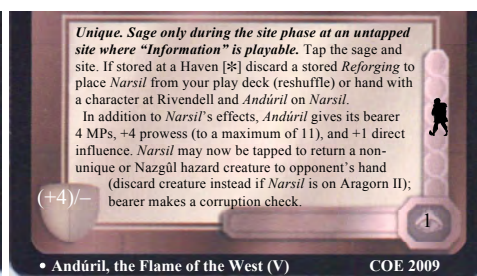 Unique. Sage only during the site phase at an untapped
site where “Information” is playable. Tap the sage and
site. If stored at a Haven [✻] discard a stored Reforging to
place Narsil from your play deck (reshuffle) or hand with
a character at Rivendell and Andúril on Narsil.
In addition to Narsil’s effects, Andúril gives its bearer
4 MPs, +4 prowess (to a maximum of 11), and +1 direct
influence. Narsil may now be tapped to return a non-
unique or Nazgûl hazard creature to opponent’s hand
(discard creature instead if Narsil is on Aragorn II);
bearer makes a corruption check.
(+4)/–
1
• Andúril, the Flame of the West (V) COE 2009